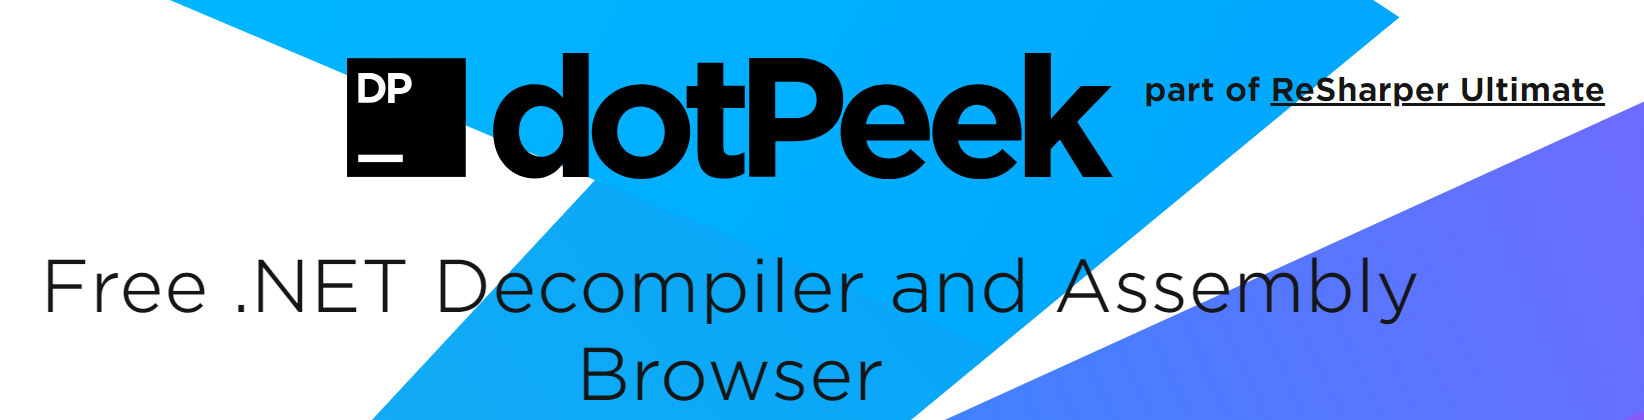 DP
dotPeek
part of ReSharper Ultimate
Free .NET Decompiler and Assembly
Browser